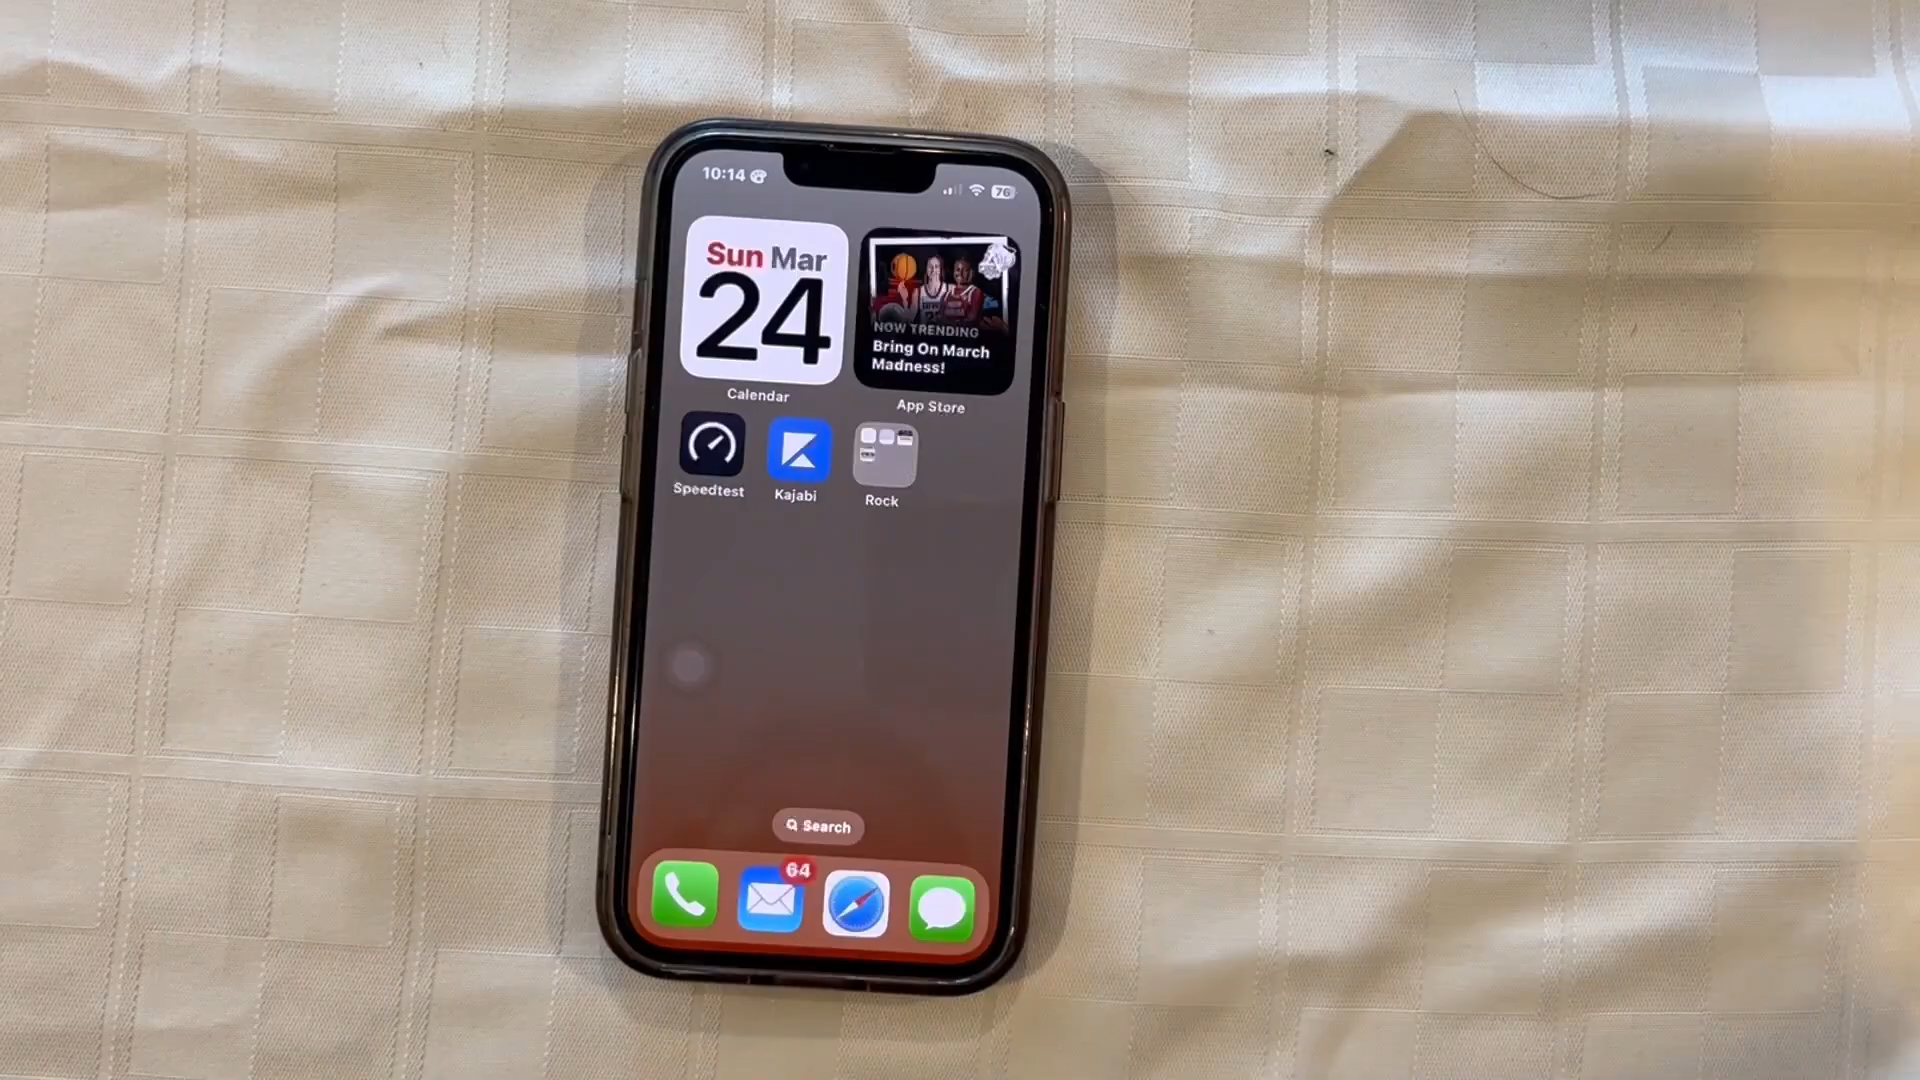 10:14
76
Sun Mar
24
NOW TRENDING
Bring On March
Madness!
Calendar
App Store
Speedtest
Kajabi
Rock
Search
64